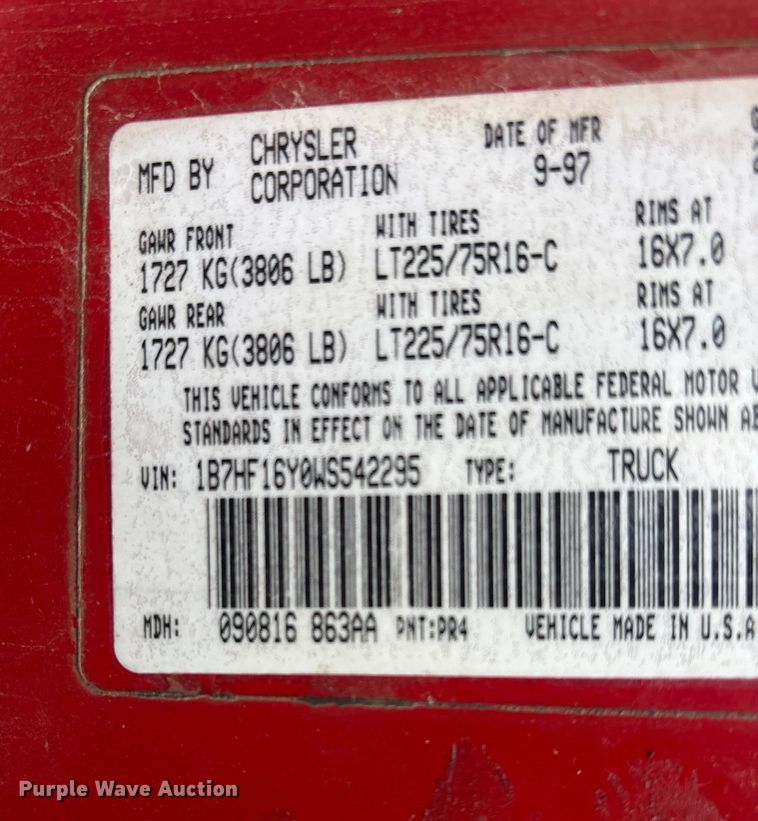 MFD BY CHRYSLER CORPORATION DATE OF MFR 9-97
GAWR FRONT WITH TIRES RIMS AT
1727 KG(3806 LB) LT225/75R16-C 16X7.0
GAWR REAR WITH TIRES RIMS AT
1727 KG(3806 LB) LT225/75R16-C 16X7.0
THIS VEHICLE CONFORMS TO ALL APPLICABLE FEDERAL MOTOR
STANDARDS IN EFFECT ON THE DATE OF MANUFACTURE SHOWN
VIN: 1B7HF16Y0WS542295 TYPE: TRUCK
MDH: 090816 863AA PNT:PR4 VEHICLE MADE IN U.S.A
Purple Wave Auction